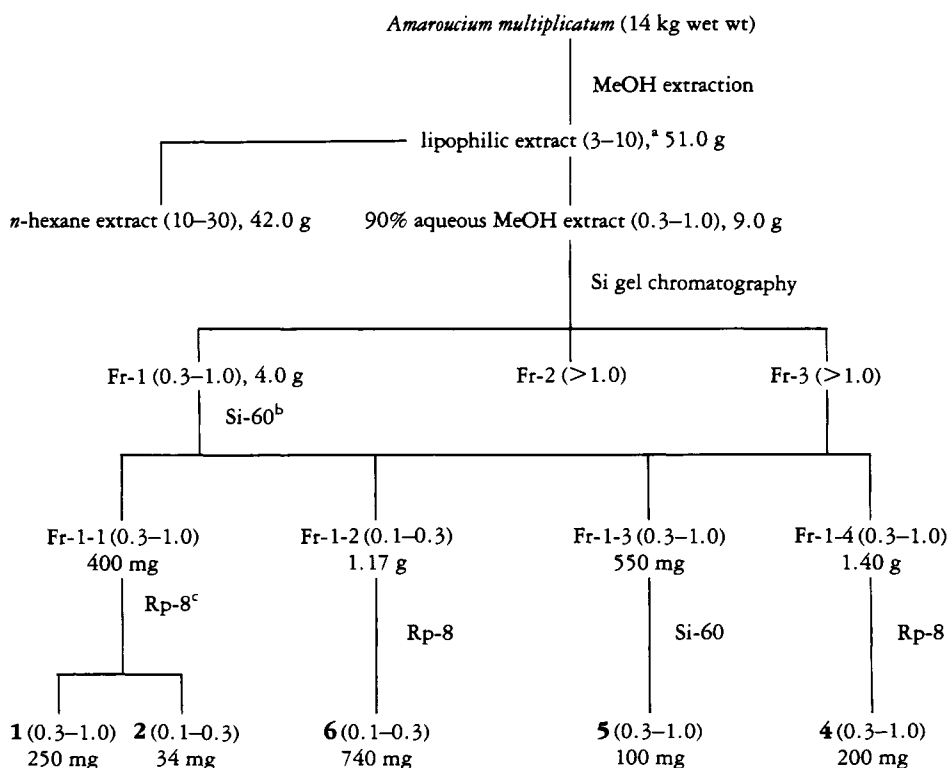 Amaroucium multiplicatum (14 kg wet wt)
MeOH extraction
lipophilic extract (3–10),ᵃ 51.0 g
n-hexane extract (10–30), 42.0 g
90% aqueous MeOH extract (0.3–1.0), 9.0 g
Si gel chromatography
Fr-1 (0.3–1.0), 4.0 g
Fr-2 (>1.0)
Fr-3 (>1.0)
Si-60ᵇ
Fr-1-1 (0.3–1.0)
400 mg
Fr-1-2 (0.1–0.3)
1.17 g
Fr-1-3 (0.3–1.0)
550 mg
Fr-1-4 (0.3–1.0)
1.40 g
Rp-8ᶜ
Rp-8
Si-60
Rp-8
1 (0.3–1.0)
250 mg
2 (0.1–0.3)
34 mg
6 (0.1–0.3)
740 mg
5 (0.3–1.0)
100 mg
4 (0.3–1.0)
200 mg